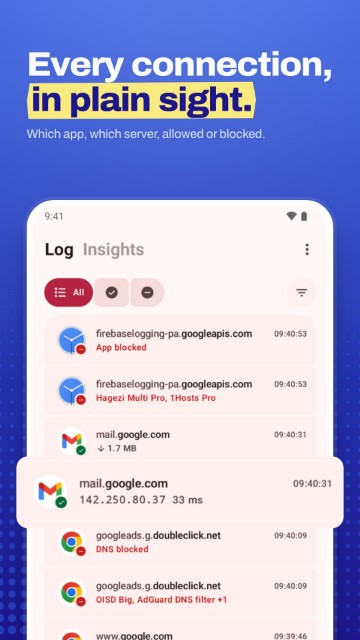 Every connection,
in plain sight.
Which app, which server, allowed or blocked.
9:41
Log Insights
All
firebaselogging-pa.googleapis.com 09:40:53
App blocked
firebaselogging-pa.googleapis.com 09:40:53
Hagezi Multi Pro, 1Hosts Pro
mail.google.com 09:40:31
↓ 1.7 MB
mail.google.com 09:40:31
142.250.80.37 33 ms
googleads.g.doubleclick.net 09:40:09
DNS blocked
googleads.g.doubleclick.net 09:40:09
OISD Big, AdGuard DNS filter +1
www.google.com 09:39:46